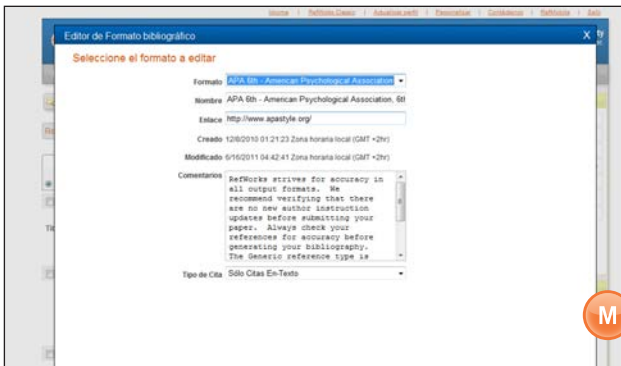 Idioma | RefWorks Classic | Actualizar perfil | Personalizar | Contáctenos | RefMobile | Salir
Editor de Formato bibliográfico X
Seleccione el formato a editar
Formato APA 6th - American Psychological Association
Nombre APA 6th - American Psychological Association, 6th
Enlace http://www.apastyle.org/
Creado 12/8/2010 01:21:23 Zona horaria local (GMT +2hr)
Modificado 6/16/2011 04:42:41 Zona horaria local (GMT +2hr)
Comentarios RefWorks strives for accuracy in
all output formats. We
recommend verifying that there
are no new author instruction
updates before submitting your
paper. Always check your
references for accuracy before
generating your bibliography.
The Generic reference type is
Tipo de Cita Sólo Citas En-Texto
M